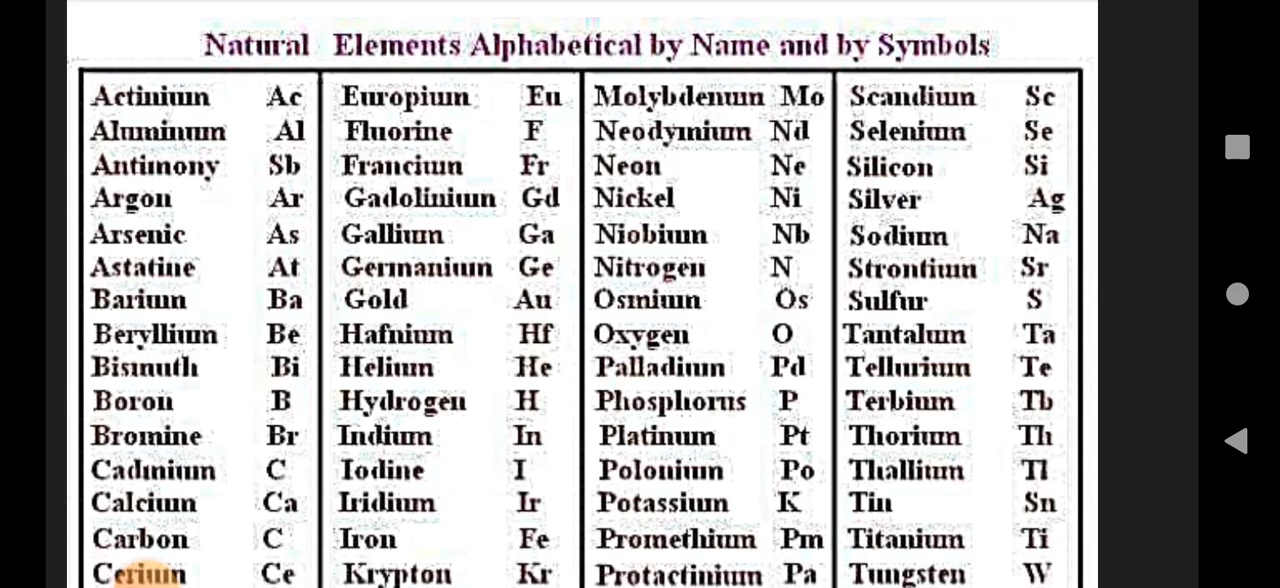 Natural Elements Alphabetical by Name and by Symbols
Actinium Ac Europium Eu Molybdenum Mo Scandium Sc
Aluminum Al Fluorine F Neodymium Nd Selenium Se
Antimony Sb Francium Fr Neon Ne Silicon Si
Argon Ar Gadolinium Gd Nickel Ni Silver Ag
Arsenic As Gallium Ga Niobium Nb Sodium Na
Astatine At Germanium Ge Nitrogen N Strontium Sr
Barium Ba Gold Au Osmium Os Sulfur S
Beryllium Be Hafnium Hf Oxygen O Tantalum Ta
Bismuth Bi Helium He Palladium Pd Tellurium Te
Boron B Hydrogen H Phosphorus P Terbium Tb
Bromine Br Indium In Platinum Pt Thorium Th
Cadmium C Iodine I Polonium Po Thallium Tl
Calcium Ca Iridium Ir Potassium K Tin Sn
Carbon C Iron Fe Promethium Pm Titanium Ti
Cerium Ce Krypton Kr Protactinium Pa Tungsten W